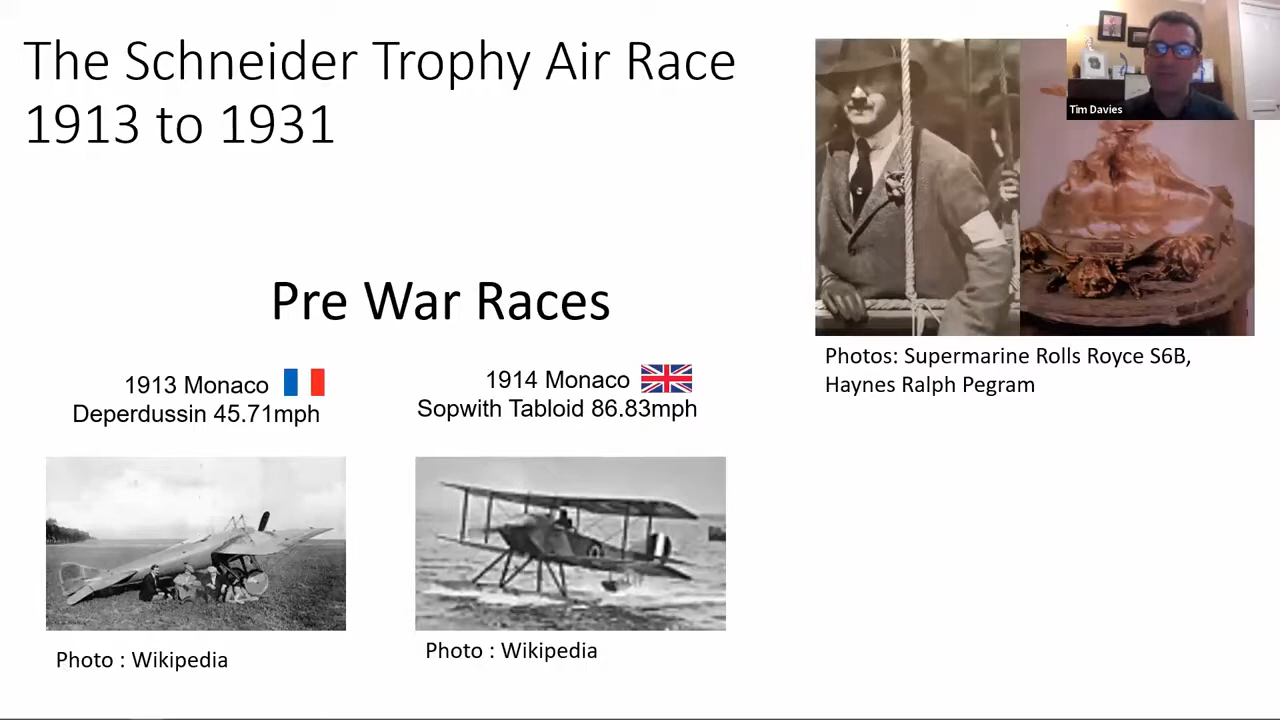 The Schneider Trophy Air Race
1913 to 1931
Tim Davies
Pre War Races
Photos: Supermarine Rolls Royce S6B,
Haynes Ralph Pegram
1913 Monaco
Deperdussin 45.71mph
1914 Monaco
Sopwith Tabloid 86.83mph
Photo : Wikipedia
Photo : Wikipedia